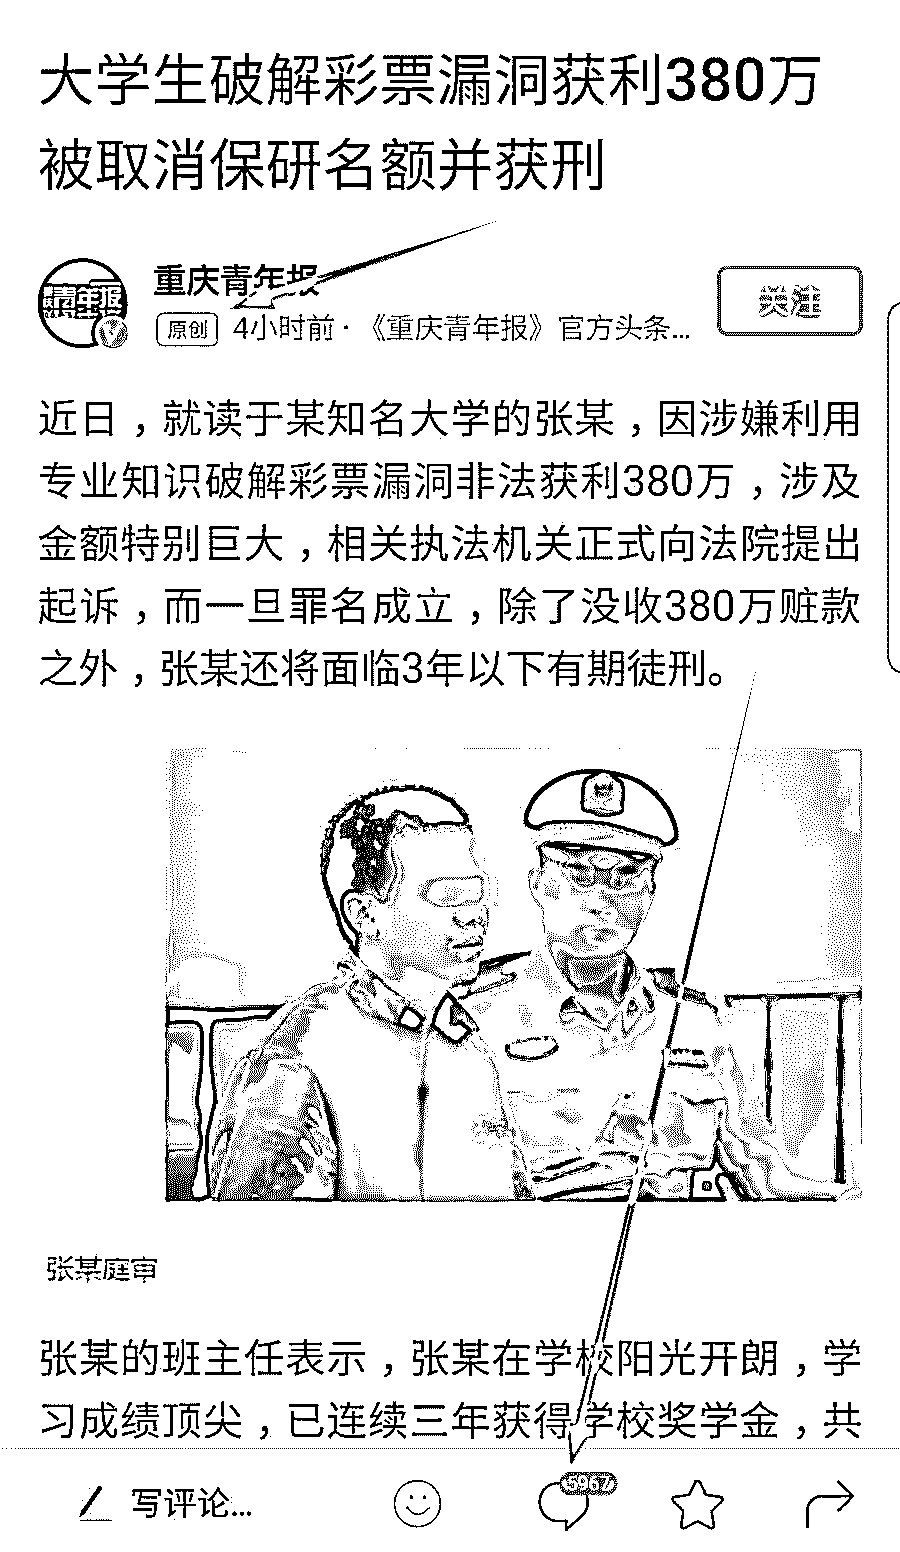 大学生破解彩票漏洞获利380万
被取消保研名额并获刑
重庆青年报
原创 4小时前·《重庆青年报》官方头条...
关注
近日，就读于某知名大学的张某，因涉嫌利用
专业知识破解彩票漏洞非法获利380万，涉及
金额特别巨大，相关执法机关正式向法院提出
起诉，而一旦罪名成立，除了没收380万赃款
之外，张某还将面临3年以下有期徒刑。
张某庭审
张某的班主任表示，张某在学校阳光开朗，学
习成绩顶尖，已连续三年获得学校奖学金，共
写评论...
5967